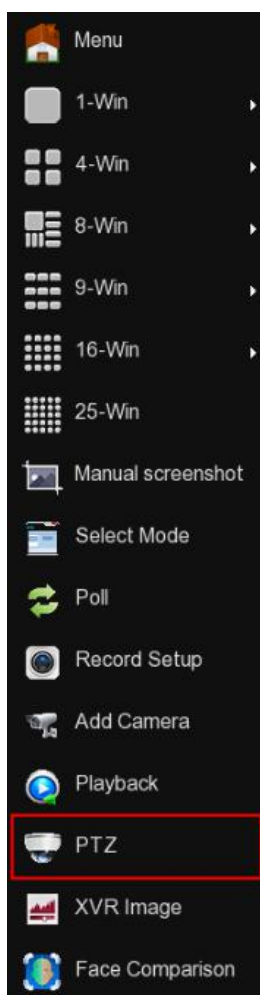 Menu
1-Win
4-Win
8-Win
9-Win
16-Win
25-Win
Manual screenshot
Select Mode
Poll
Record Setup
Add Camera
Playback
PTZ
XVR Image
Face Comparison